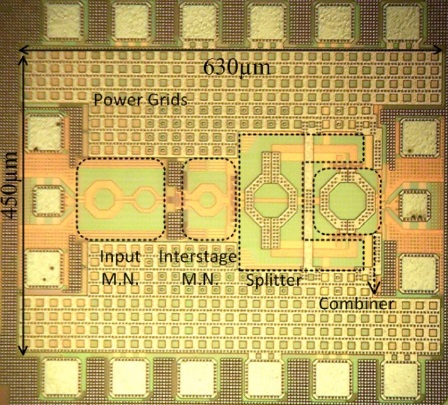 630μm
Power Grids
450μm
Input
M.N.
Interstage
M.N.
Splitter
Combiner